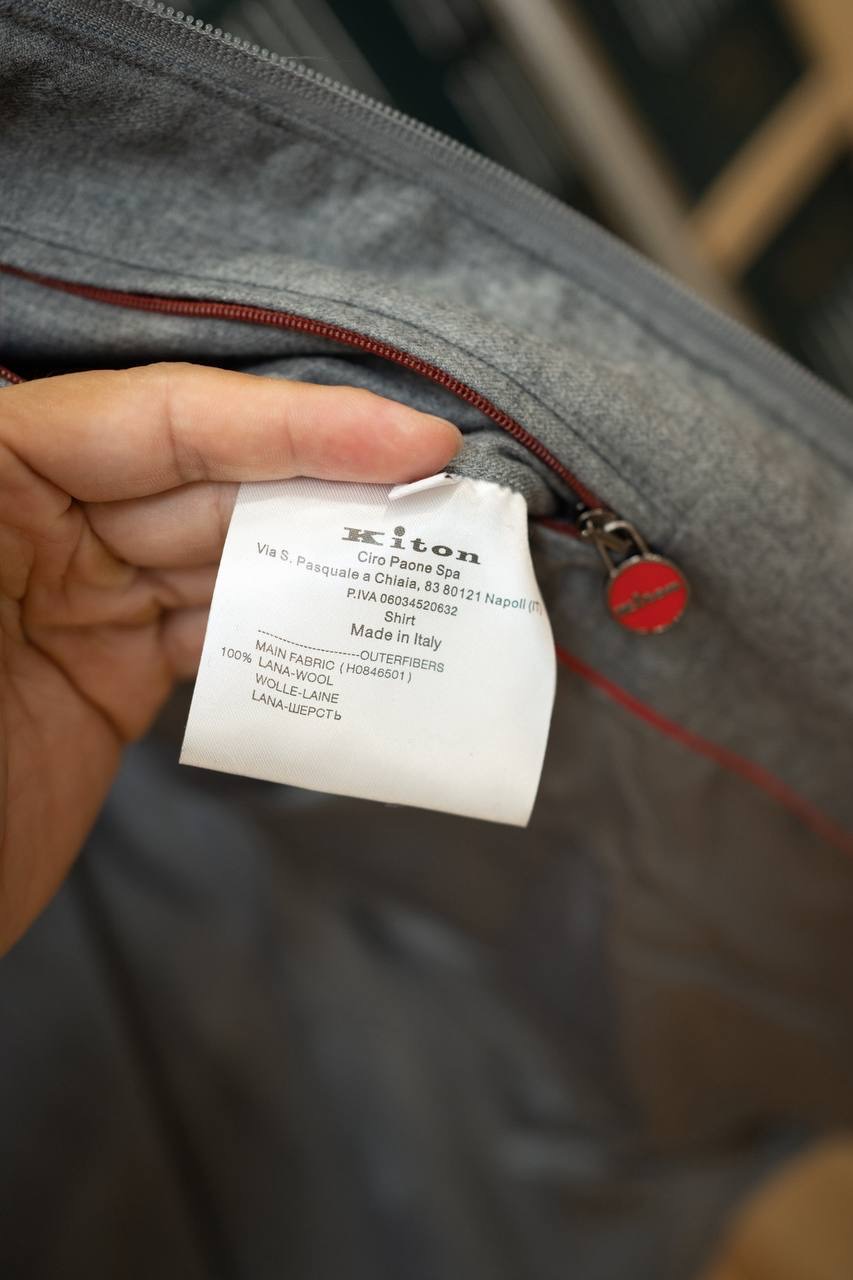 Kiton
Ciro Paone Spa
Via S. Pasquale a Chiaia, 83 80121 Napoli (IT)
P.IVA 06034520632
Shirt
Made in Italy
--------------------OUTERFIBERS
MAIN FABRIC (H0846501)
100% LANA-WOOL
WOLLE-LAINE
LANA-ШЕРСТЬ
Kiton